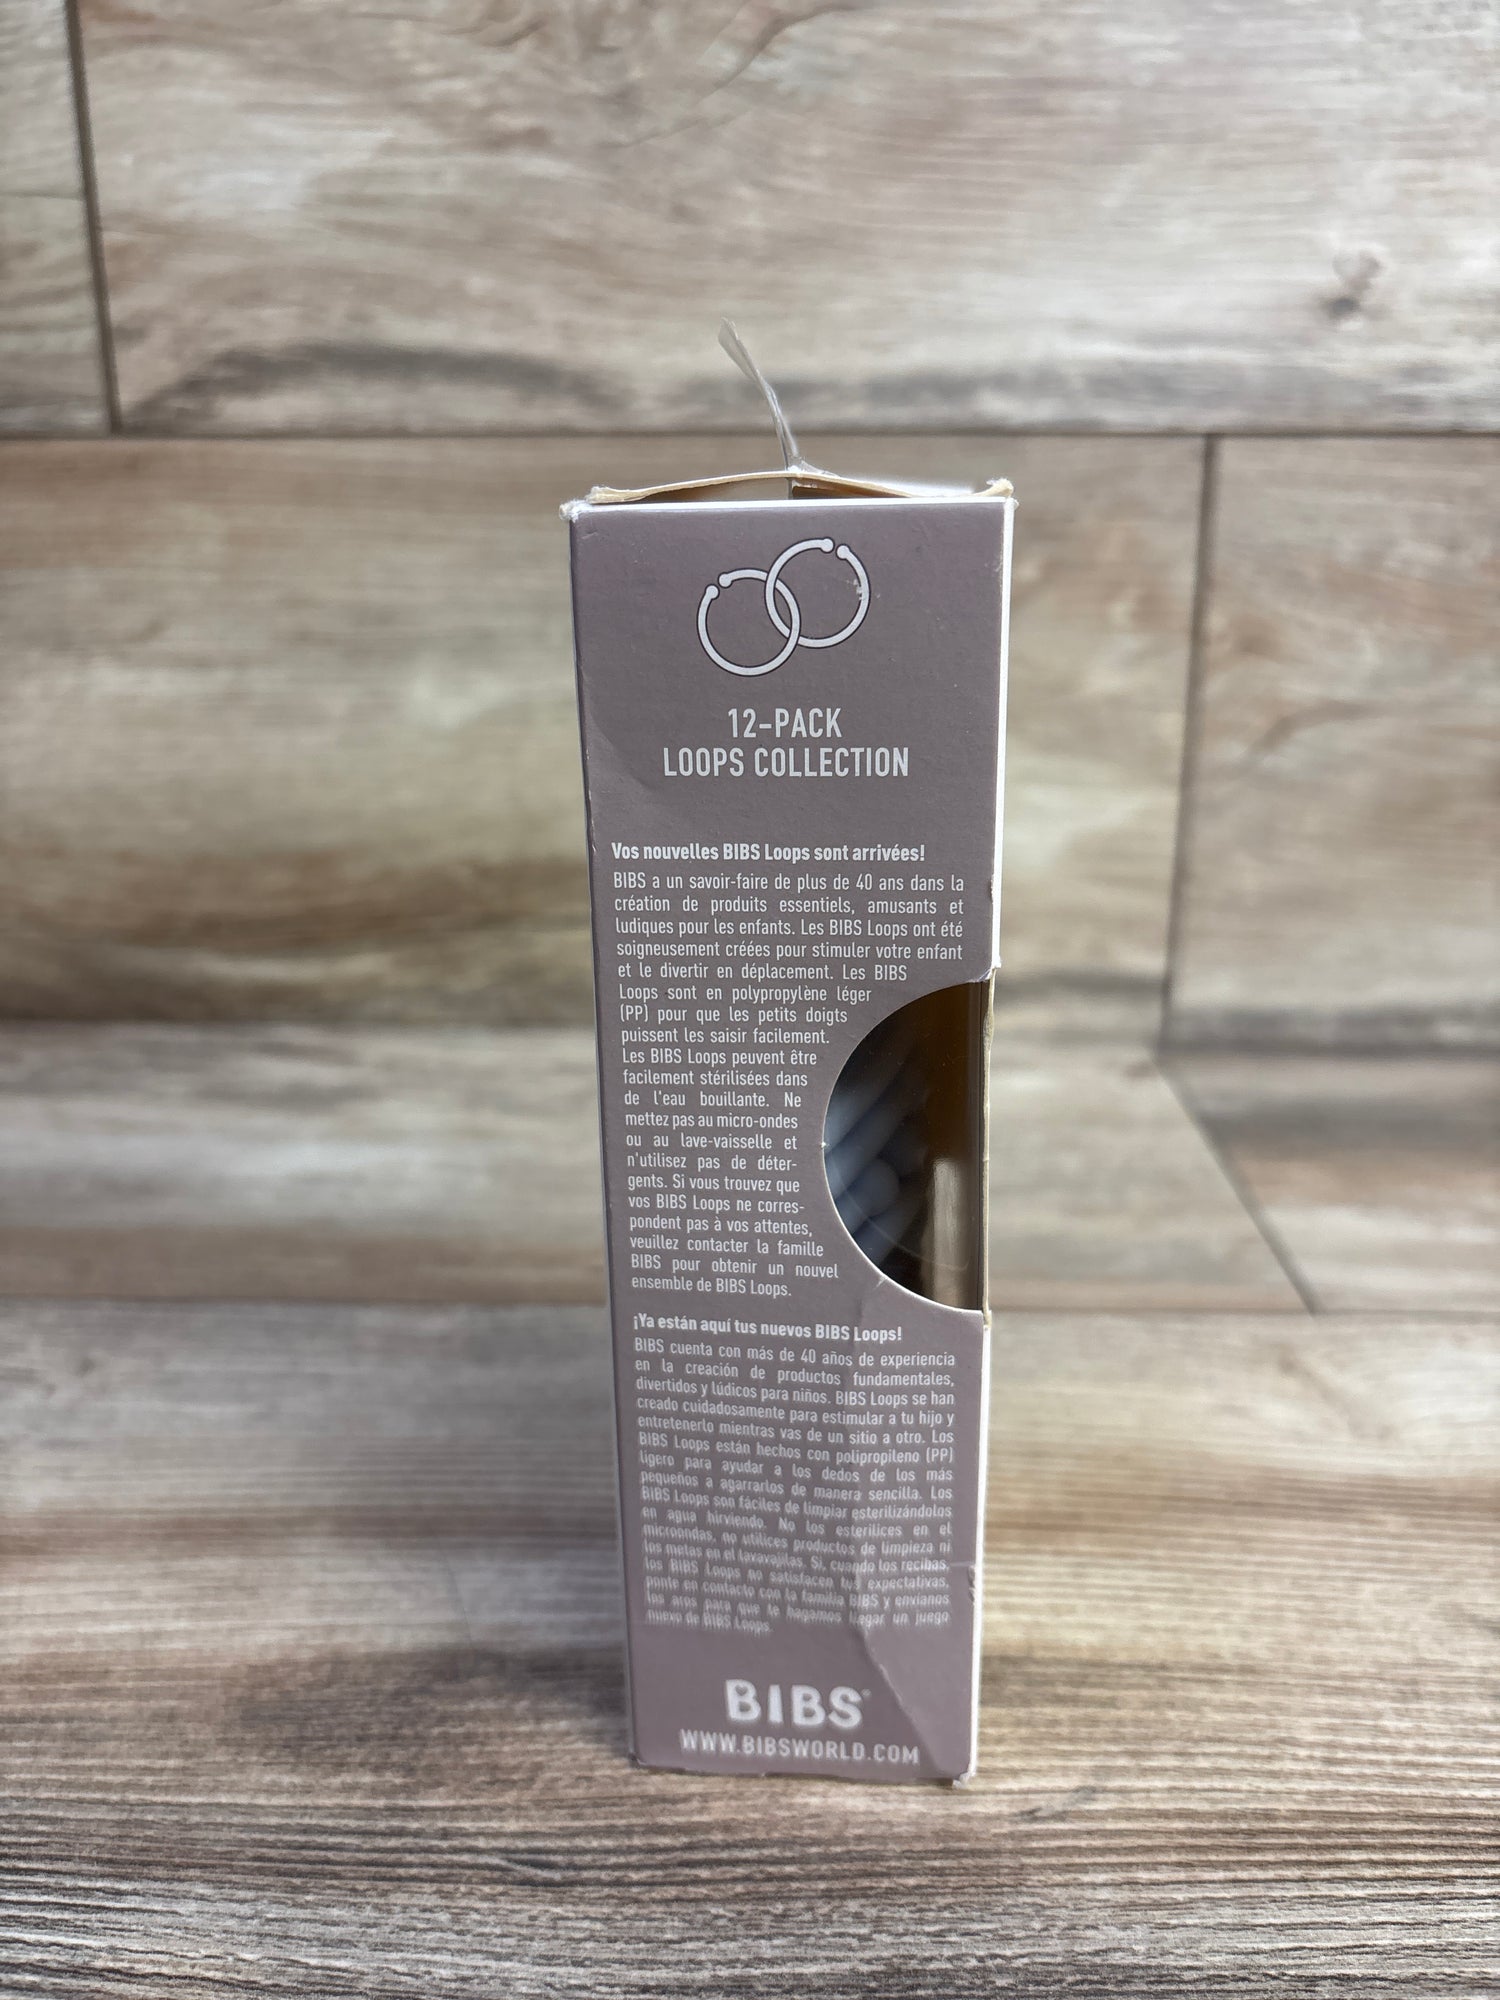 12-PACK
LOOPS COLLECTION
Vos nouvelles BIBS Loops sont arrivées!
BIBS a un savoir-faire de plus de 40 ans dans la
création de produits essentiels, amusants et
ludiques pour les enfants. Les BIBS Loops ont été
soigneusement créées pour stimuler votre enfant
et le divertir en déplacement. Les BIBS
Loops sont en polypropylène léger
(PP) pour que les petits doigts
puissent les saisir facilement.
Les BIBS Loops peuvent être
facilement stérilisées dans
de l'eau bouillante. Ne
mettez pas au micro-ondes
ou au lave-vaisselle et
n'utilisez pas de déter-
gents. Si vous trouvez que
vos BIBS Loops ne corres-
pondent pas à vos attentes,
veuillez contacter la famille
BIBS pour obtenir un nouvel
ensemble de BIBS Loops.
¡Ya están aquí tus nuevos BIBS Loops!
BIBS cuenta con más de 40 años de experiencia
en la creación de productos fundamentales,
divertidos y lúdicos para niños. BIBS Loops se han
creado cuidadosamente para estimular a tu hijo y
entretenerlo mientras vas de un sitio a otro. Los
BIBS Loops están hechos con polipropileno (PP)
ligero para ayudar a los dedos de los más
pequeños a agarrarlos de manera sencilla. Los
BIBS Loops son fáciles de limpiar esterilizándolos
en agua hirviendo. No los esterilices en el
microondas, no utilices productos de limpieza ni
los metas en el lavavajillas. Si, cuando los recibas,
los BIBS Loops no satisfacen tus expectativas,
ponte en contacto con la familia BIBS y envíanos
los aros para que te hagamos llegar un juego
nuevo de BIBS Loops.
BIBS
WWW.BIBSWORLD.COM